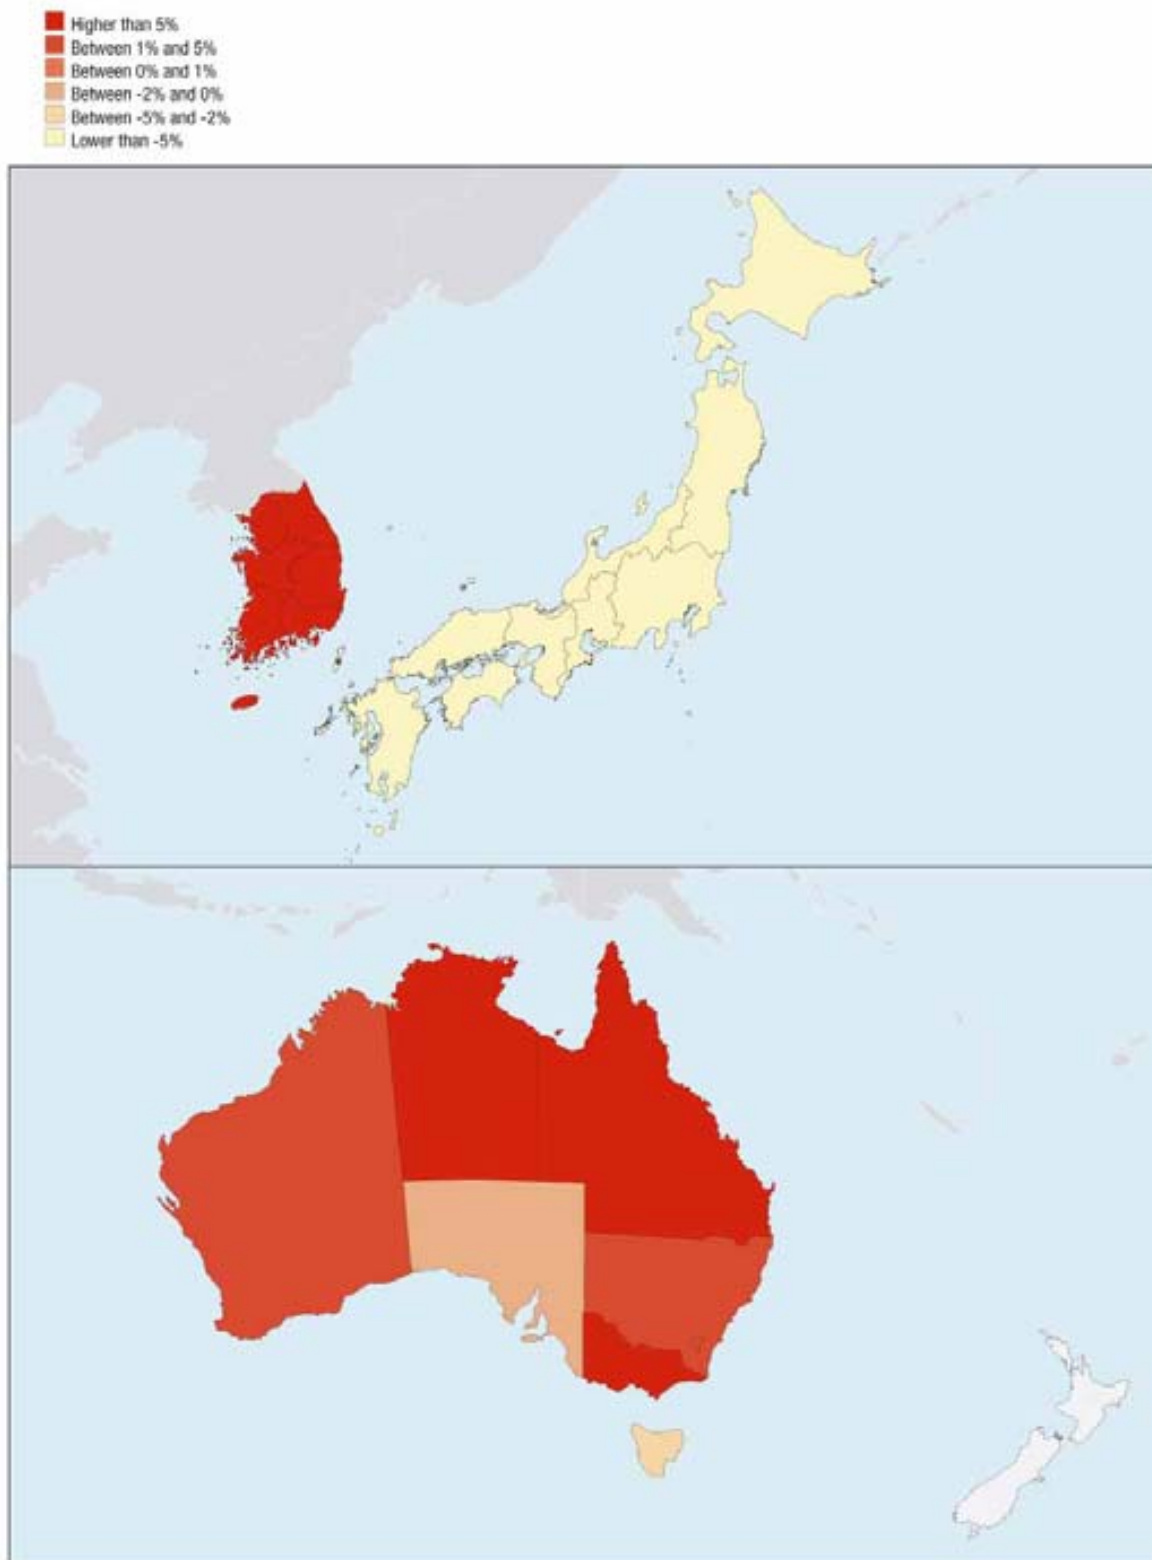 Higher than 5%
Between 1% and 5%
Between 0% and 1%
Between -2% and 0%
Between -5% and -2%
Lower than -5%